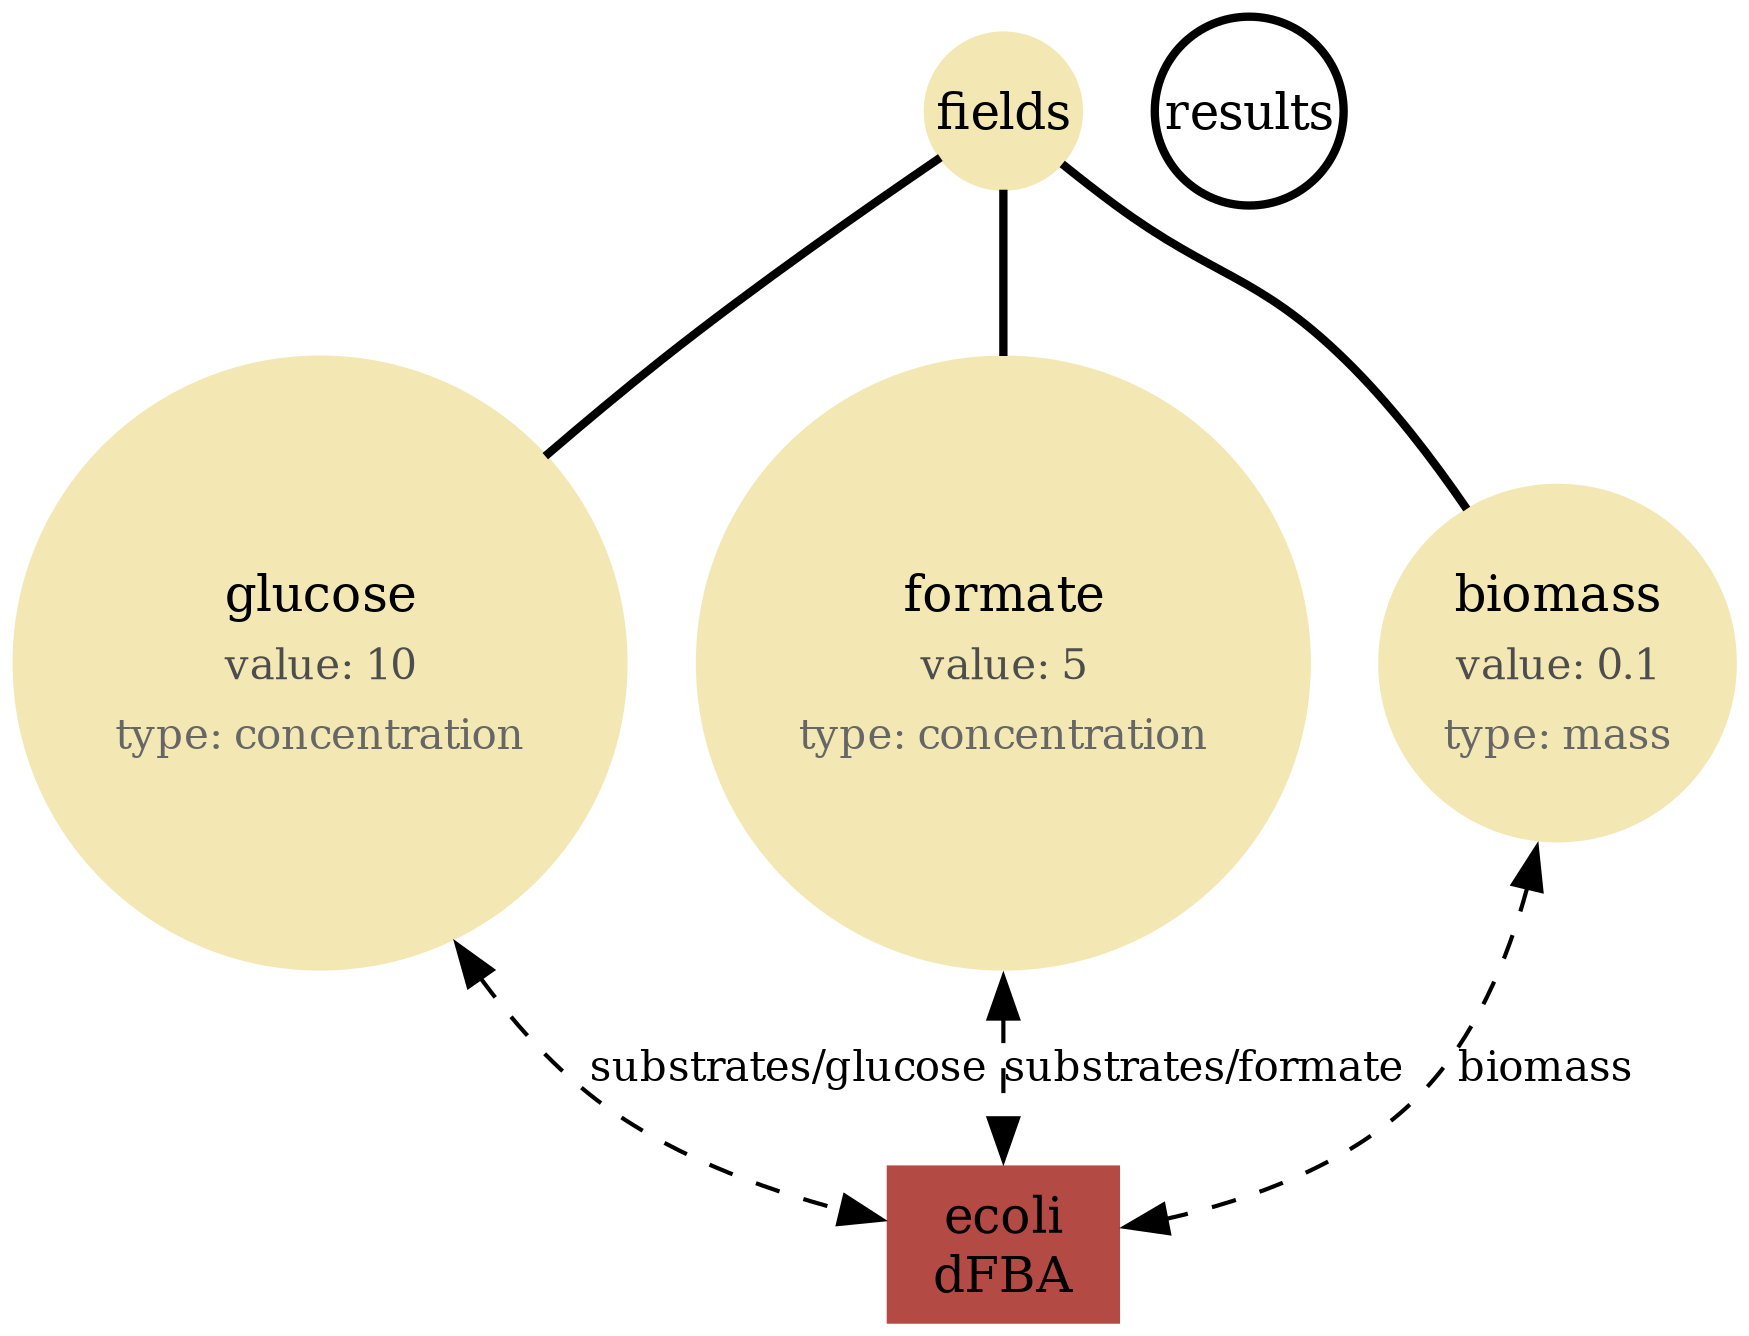 fields
results
glucose
value: 10
type: concentration
formate
value: 5
type: concentration
biomass
value: 0.1
type: mass
substrates/glucose
substrates/formate
biomass
ecoli
dFBA